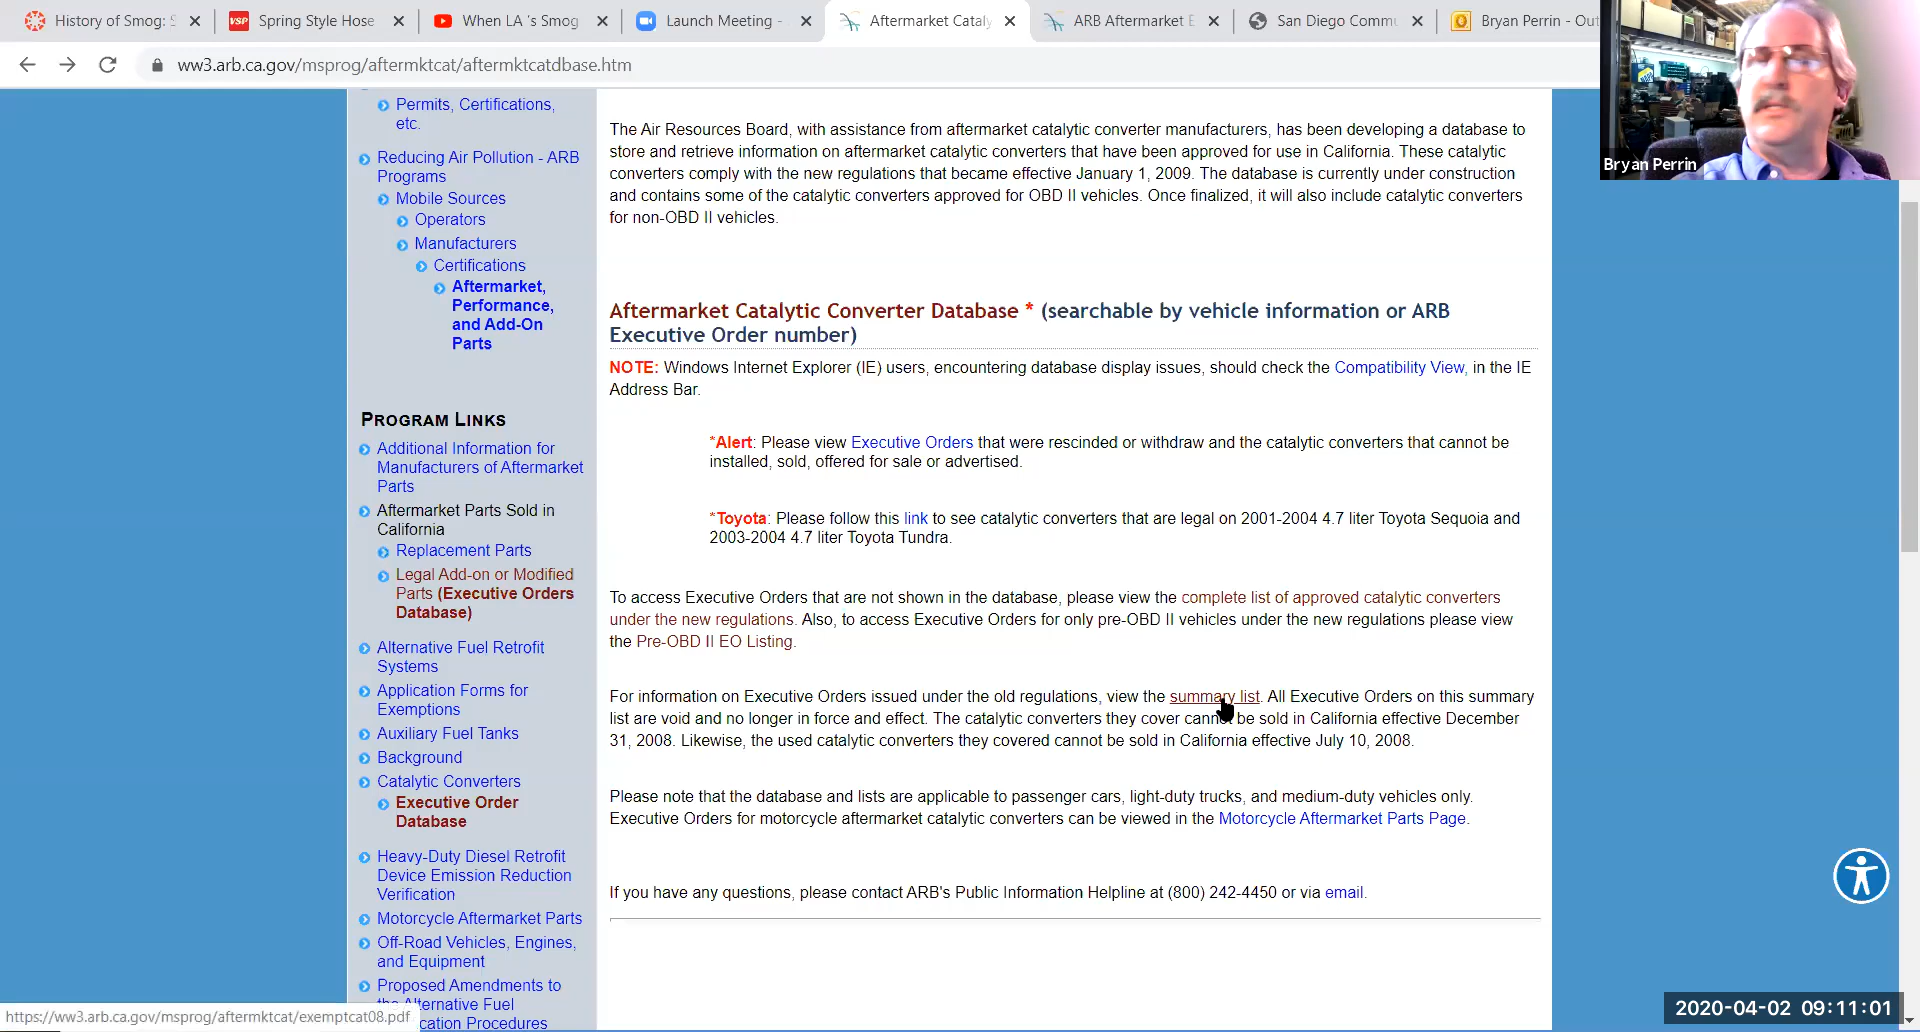 History of Smog: S
Spring Style Hose
When LA 's Smog
Launch Meeting -
Aftermarket Cataly
ARB Aftermarket E
San Diego Commu
Bryan Perrin - Out
ww3.arb.ca.gov/msprog/aftermktcat/aftermktcatdbase.htm
Bryan Perrin
Permits, Certifications,
etc.
Reducing Air Pollution - ARB
Programs
Mobile Sources
Operators
Manufacturers
Certifications
Aftermarket,
Performance,
and Add-On
Parts
PROGRAM LINKS
Additional Information for
Manufacturers of Aftermarket
Parts
Aftermarket Parts Sold in
California
Replacement Parts
Legal Add-on or Modified
Parts (Executive Orders
Database)
Alternative Fuel Retrofit
Systems
Application Forms for
Exemptions
Auxiliary Fuel Tanks
Background
Catalytic Converters
Executive Order
Database
Heavy-Duty Diesel Retrofit
Device Emission Reduction
Verification
Motorcycle Aftermarket Parts
Off-Road Vehicles, Engines,
and Equipment
Proposed Amendments to
the Alternative Fuel
cation Procedures
The Air Resources Board, with assistance from aftermarket catalytic converter manufacturers, has been developing a database to
store and retrieve information on aftermarket catalytic converters that have been approved for use in California. These catalytic
converters comply with the new regulations that became effective January 1, 2009. The database is currently under construction
and contains some of the catalytic converters approved for OBD II vehicles. Once finalized, it will also include catalytic converters
for non-OBD II vehicles.
Aftermarket Catalytic Converter Database * (searchable by vehicle information or ARB
Executive Order number)
NOTE: Windows Internet Explorer (IE) users, encountering database display issues, should check the Compatibility View, in the IE
Address Bar.
*Alert: Please view Executive Orders that were rescinded or withdraw and the catalytic converters that cannot be
installed, sold, offered for sale or advertised.
*Toyota: Please follow this link to see catalytic converters that are legal on 2001-2004 4.7 liter Toyota Sequoia and
2003-2004 4.7 liter Toyota Tundra.
To access Executive Orders that are not shown in the database, please view the complete list of approved catalytic converters
under the new regulations. Also, to access Executive Orders for only pre-OBD II vehicles under the new regulations please view
the Pre-OBD II EO Listing.
For information on Executive Orders issued under the old regulations, view the summary list. All Executive Orders on this summary
list are void and no longer in force and effect. The catalytic converters they cover cannot be sold in California effective December
31, 2008. Likewise, the used catalytic converters they covered cannot be sold in California effective July 10, 2008.
Please note that the database and lists are applicable to passenger cars, light-duty trucks, and medium-duty vehicles only.
Executive Orders for motorcycle aftermarket catalytic converters can be viewed in the Motorcycle Aftermarket Parts Page.
If you have any questions, please contact ARB's Public Information Helpline at (800) 242-4450 or via email.
https://ww3.arb.ca.gov/msprog/aftermktcat/exemptcat08.pdf
2020-04-02 09:11:01